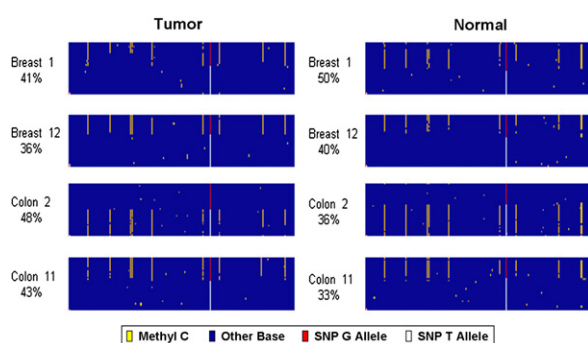 Tumor
Normal
Breast 1
41%
Breast 1
50%
Breast 12
36%
Breast 12
40%
Colon 2
48%
Colon 2
36%
Colon 11
43%
Colon 11
33%
Methyl C
Other Base
SNP G Allele
SNP T Allele